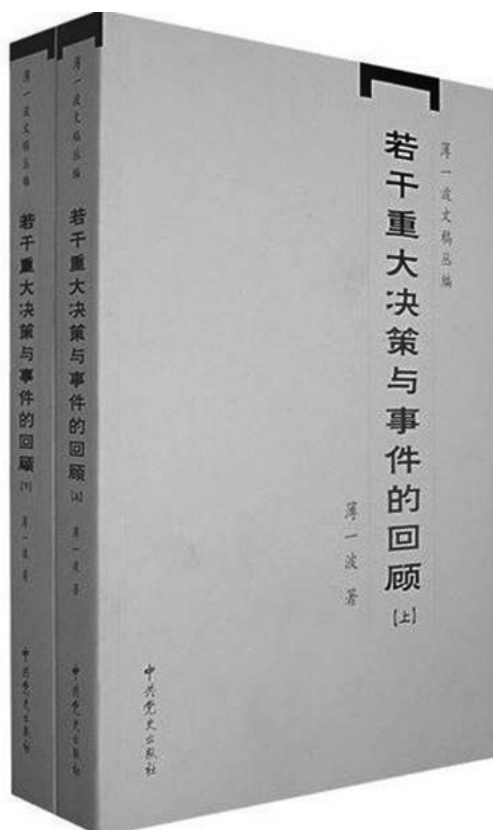 薄一波文稿丛编
若干重大决策与事件的回顾
【上】
薄一波 著
中共党史出版社
薄一波文稿丛编
若干重大决策与事件的回顾
【上】
薄一波 著
中共党史出版社
薄一波文稿丛编
若干重大决策与事件的回顾
【下】
薄一波 著
中共党史出版社